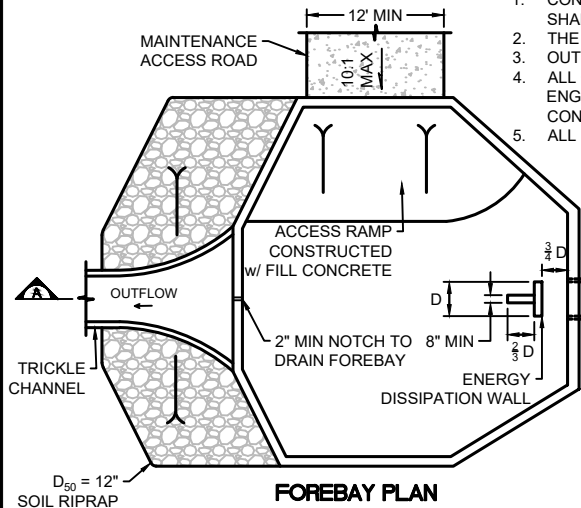 12' MIN
MAINTENANCE
ACCESS ROAD
10:1
MAX
1.
SHA
2. THE
3. OUT
4. ALL
ENG
CON
5. ALL
ACCESS RAMP
CONSTRUCTED
w/ FILL CONCRETE
3/4 D
A
OUTFLOW
D
2" MIN NOTCH TO
DRAIN FOREBAY
8" MIN
2/3 D
TRICKLE
CHANNEL
ENERGY
DISSIPATION WALL
D50 = 12"
SOIL RIPRAP
FOREBAY PLAN